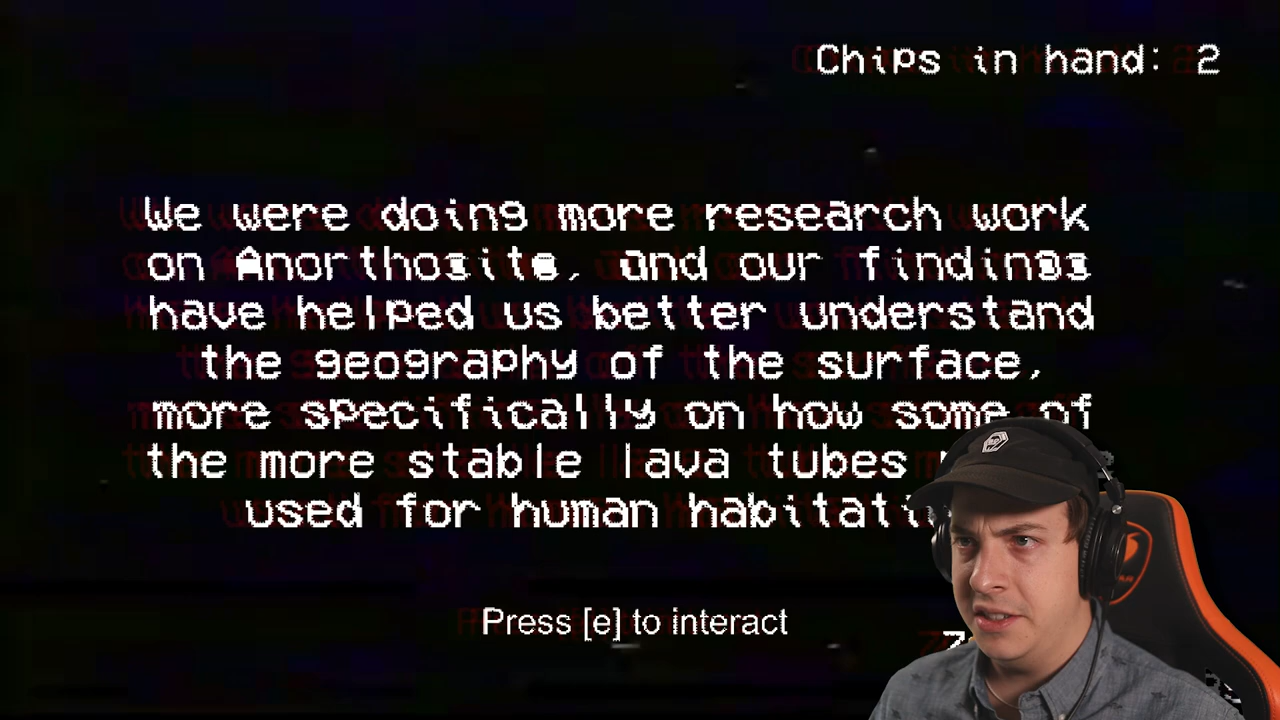 Chips in hand: 2
We were doing more research work
on Anorthosite, and our findings
have helped us better understand
the geography of the surface,
more specifically on how some of
the more stable lava tubes
used for human
Press [e] to interact